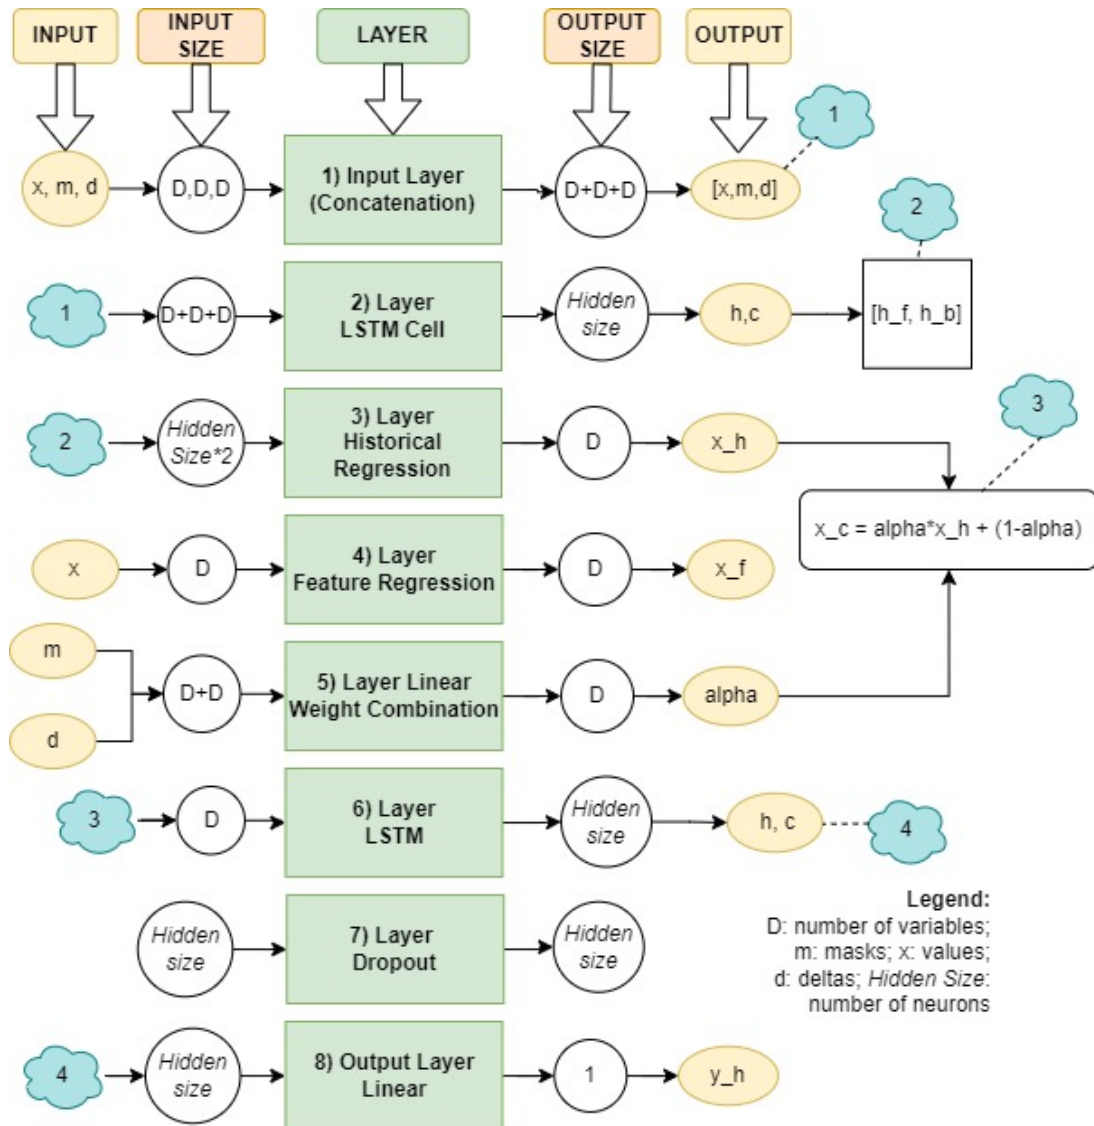 INPUT
INPUT
SIZE
LAYER
OUTPUT
SIZE
OUTPUT
1
x, m, d
D,D,D
1) Input Layer
(Concatenation)
D+D+D
[x,m,d]
2
1
D+D+D
2) Layer
LSTM Cell
Hidden
size
h,c
[h_f, h_b]
3
2
Hidden
Size*2
3) Layer
Historical
Regression
D
x_h
x_c = alpha*x_h + (1-alpha)
x
D
4) Layer
Feature Regression
D
x_f
m
d
D+D
5) Layer Linear
Weight Combination
D
alpha
3
D
6) Layer
LSTM
Hidden
size
h, c
4
Hidden
size
7) Layer
Dropout
Hidden
size
Legend:
D: number of variables;
m: masks; x: values;
d: deltas; Hidden Size:
number of neurons
4
Hidden
size
8) Output Layer
Linear
1
y_h